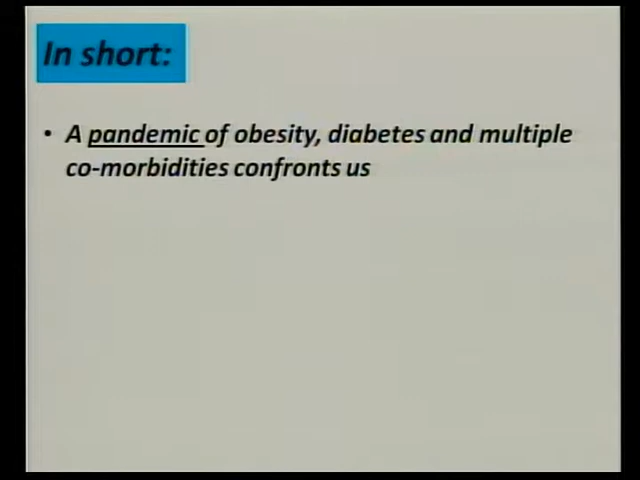 In short:
• A pandemic of obesity, diabetes and multiple
co-morbidities confronts us